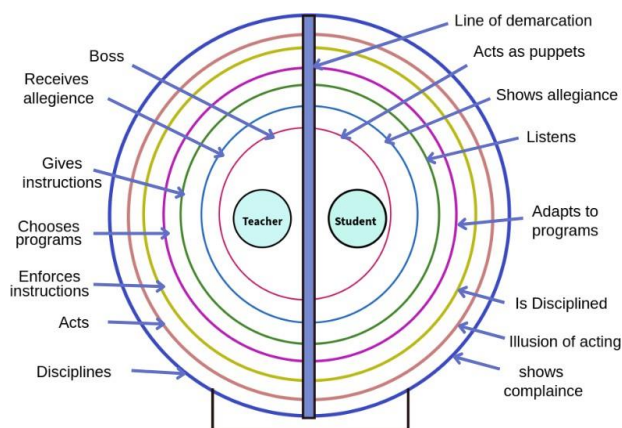 Line of demarcation
Boss
Acts as puppets
Receives
allegience
Shows allegiance
Listens
Gives
instructions
Teacher
Student
Chooses
programs
Adapts to
programs
Enforces
instructions
Is Disciplined
Acts
Illusion of acting
Disciplines
shows
complaince